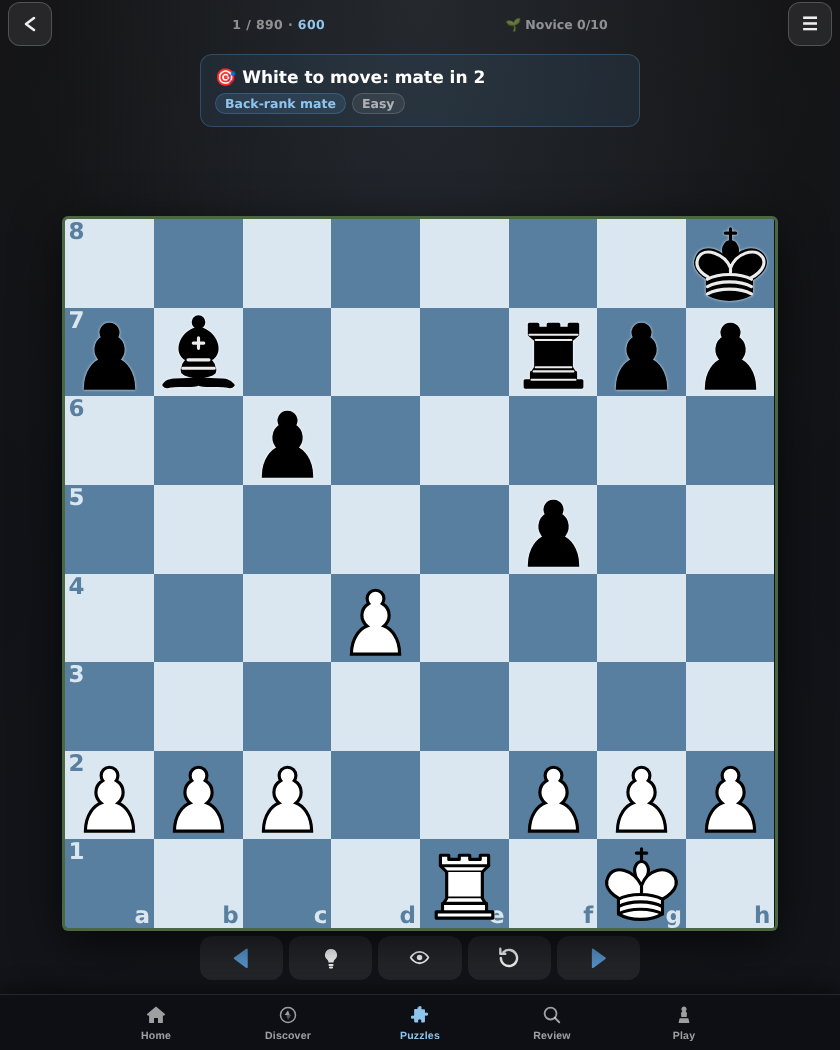 1 / 890 · 600
Novice 0/10
White to move: mate in 2
Back-rank mate
Easy
8
7
6
5
4
3
2
1
a b c d e f g h
Home
Discover
Puzzles
Review
Play